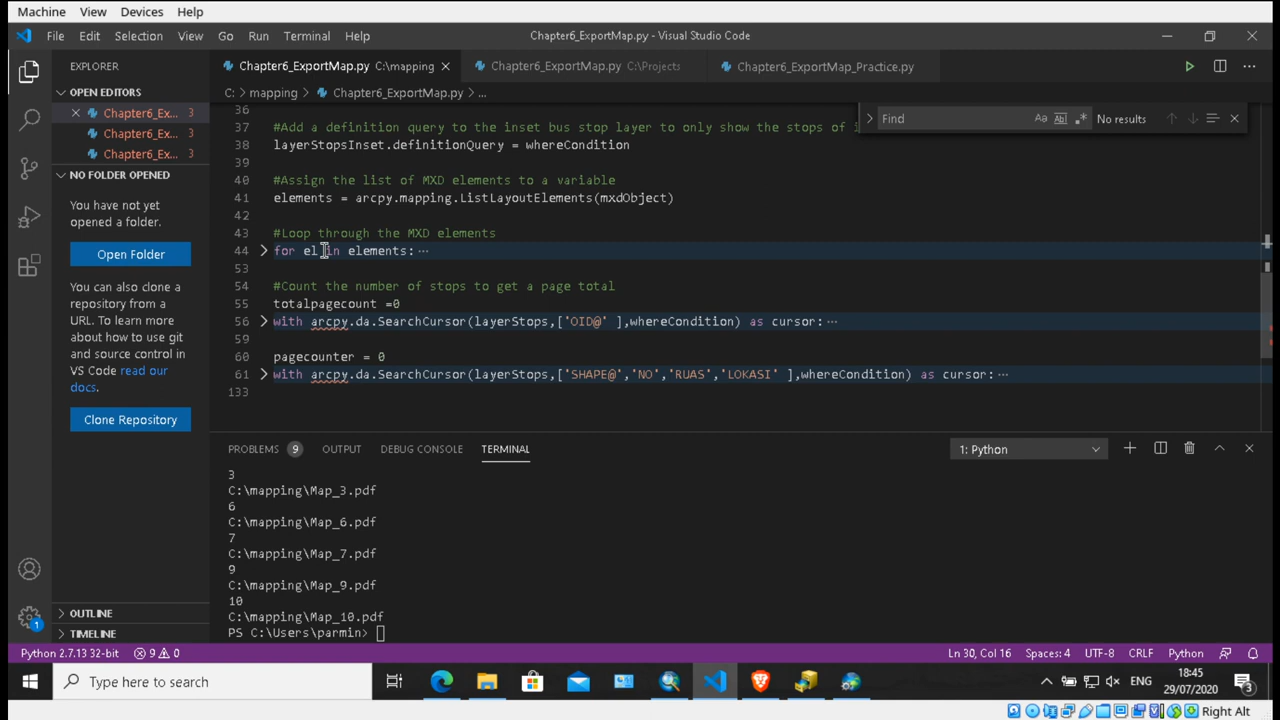 Machine View Devices Help
File Edit Selection View Go Run Terminal Help Chapter6_ExportMap.py - Visual Studio Code
EXPLORER
Chapter6_ExportMap.py C:\mapping
Chapter6_ExportMap.py C:\Projects
Chapter6_ExportMap_Practice.py
OPEN EDITORS
Chapter6_Ex... 3
Chapter6_Ex... 3
Chapter6_Ex... 3
NO FOLDER OPENED
You have not yet
opened a folder.
Open Folder
You can also clone a
repository from a
URL. To learn more
about how to use git
and source control in
VS Code read our
docs.
Clone Repository
OUTLINE
TIMELINE
C: > mapping > Chapter6_ExportMap.py > ...
Find Aa Abl No results
36
37 #Add a definition query to the inset bus stop layer to only show the stops of i
38 layerStopsInset.definitionQuery = whereCondition
39
40 #Assign the list of MXD elements to a variable
41 elements = arcpy.mapping.ListLayoutElements(mxdObject)
42
43 #Loop through the MXD elements
44 for el in elements: ...
53
54 #Count the number of stops to get a page total
55 totalpagecount =0
56 with arcpy.da.SearchCursor(layerStops,['OID@' ],whereCondition) as cursor: ...
59
60 pagecounter = 0
61 with arcpy.da.SearchCursor(layerStops,['SHAPE@','NO','RUAS','LOKASI' ],whereCondition) as cursor: ...
133
PROBLEMS 9 OUTPUT DEBUG CONSOLE TERMINAL 1: Python
3
C:\mapping\Map_3.pdf
6
C:\mapping\Map_6.pdf
7
C:\mapping\Map_7.pdf
9
C:\mapping\Map_9.pdf
10
C:\mapping\Map_10.pdf
PS C:\Users\parmin>
1
Python 2.7.13 32-bit 9 0 Ln 30, Col 16 Spaces: 4 UTF-8 CRLF Python
Type here to search
ENG
18:45
29/07/2020
3
Right Alt